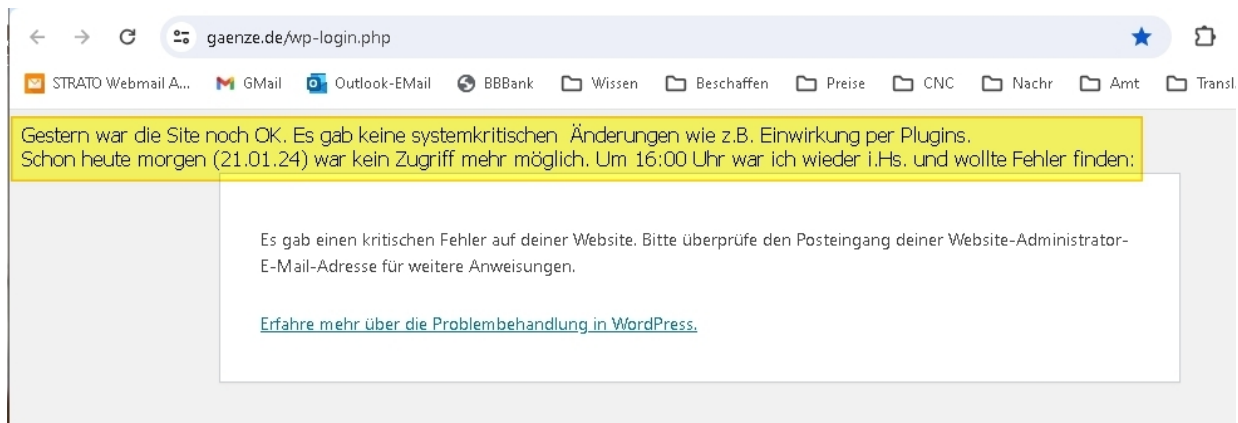 gaenze.de/wp-login.php
STRATO Webmail A... GMail Outlook-EMail BBBank Wissen Beschaffen Preise CNC Nachr Amt Transl.
Gestern war die Site noch OK. Es gab keine systemkritischen Änderungen wie z.B. Einwirkung per Plugins.
Schon heute morgen (21.01.24) war kein Zugriff mehr möglich. Um 16:00 Uhr war ich wieder i.Hs. und wollte Fehler finden:
Es gab einen kritischen Fehler auf deiner Website. Bitte überprüfe den Posteingang deiner Website-Administrator-
E-Mail-Adresse für weitere Anweisungen.
Erfahre mehr über die Problembehandlung in WordPress.